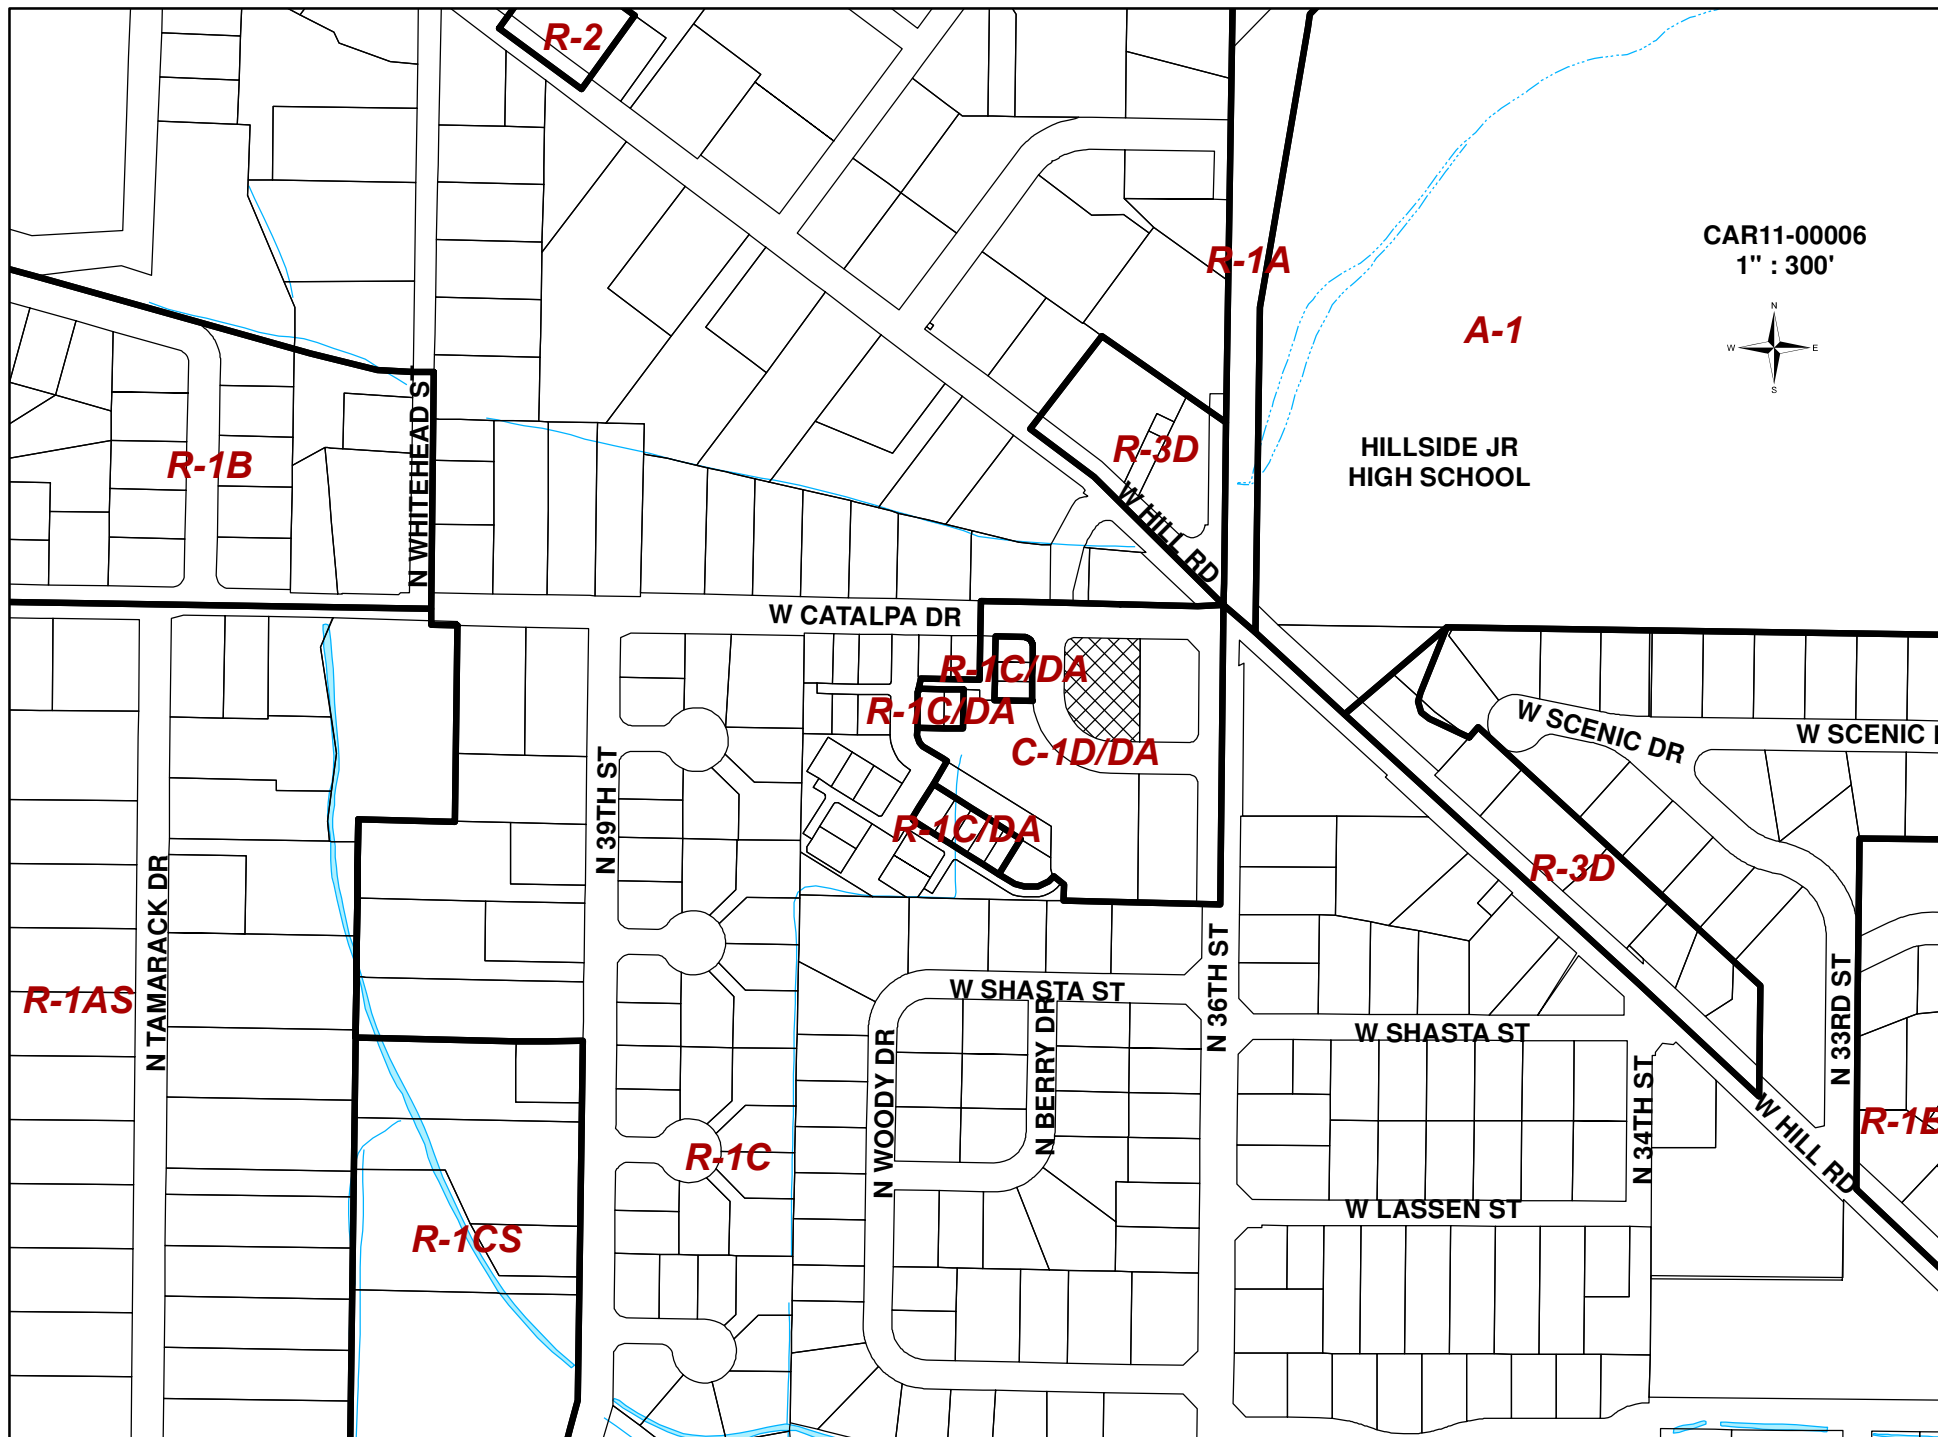 R-2
CAR11-00006
1" : 300'
R-1A
N
W
E
S
A-1
HILLSIDE JR
HIGH SCHOOL
R-3D
R-1B
N WHITEHEAD ST
W HILL RD
W CATALPA DR
R-1C/DA
R-1C/DA
C-1D/DA
W SCENIC DR
W SCENIC
N 39TH ST
R-1C/DA
R-3D
N TAMARACK DR
R-1AS
W SHASTA ST
N 36TH ST
N 33RD ST
W SHASTA ST
N WOODY DR
N BERRY DR
N 34TH ST
W HILL RD
R-1B
R-1C
W LASSEN ST
R-1CS